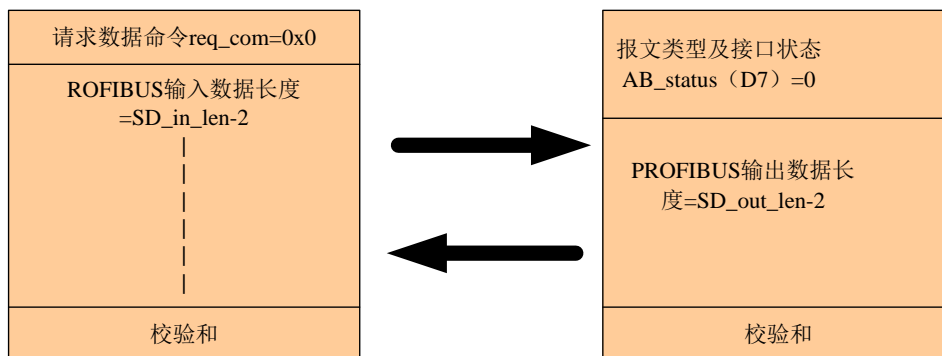 请求数据命令req_com=0x0
ROFIBUS输入数据长度
=SD_in_len-2
校验和
报文类型及接口状态
AB_status（D7）=0
PROFIBUS输出数据长
度=SD_out_len-2
校验和